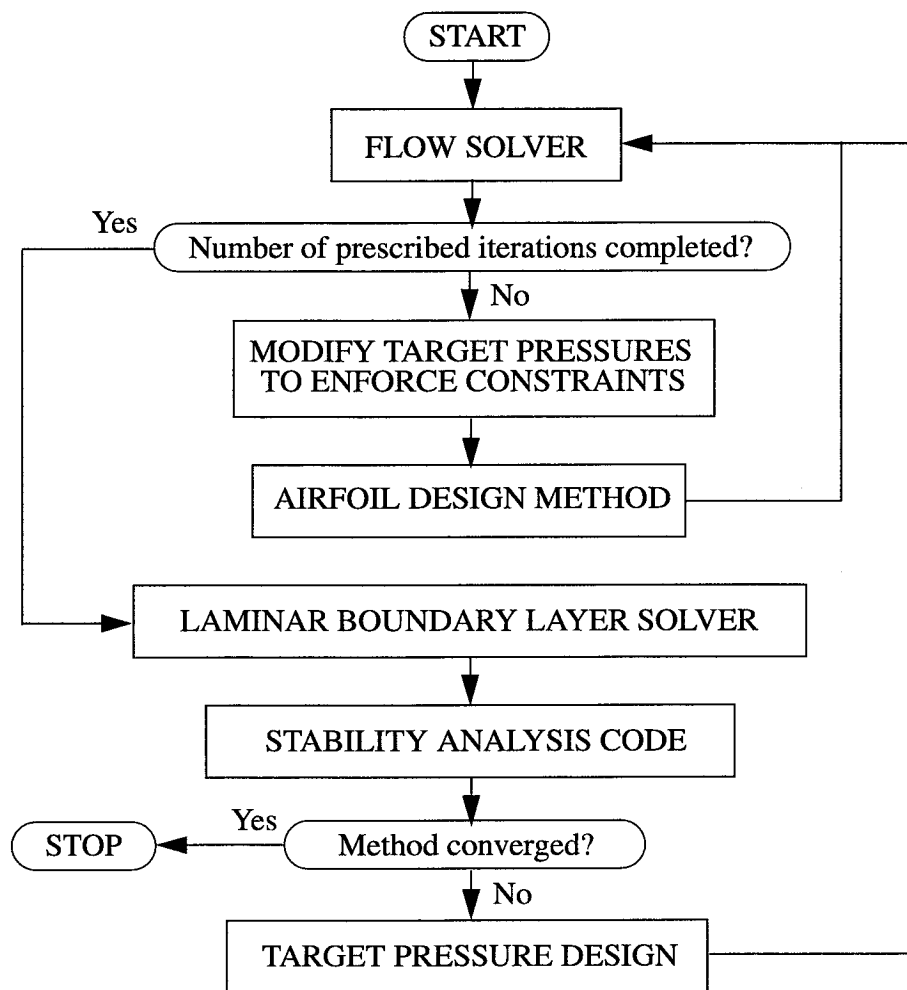 START
FLOW SOLVER
Yes
Number of prescribed iterations completed?
No
MODIFY TARGET PRESSURES
TO ENFORCE CONSTRAINTS
AIRFOIL DESIGN METHOD
LAMINAR BOUNDARY LAYER SOLVER
STABILITY ANALYSIS CODE
Yes
STOP
Method converged?
No
TARGET PRESSURE DESIGN